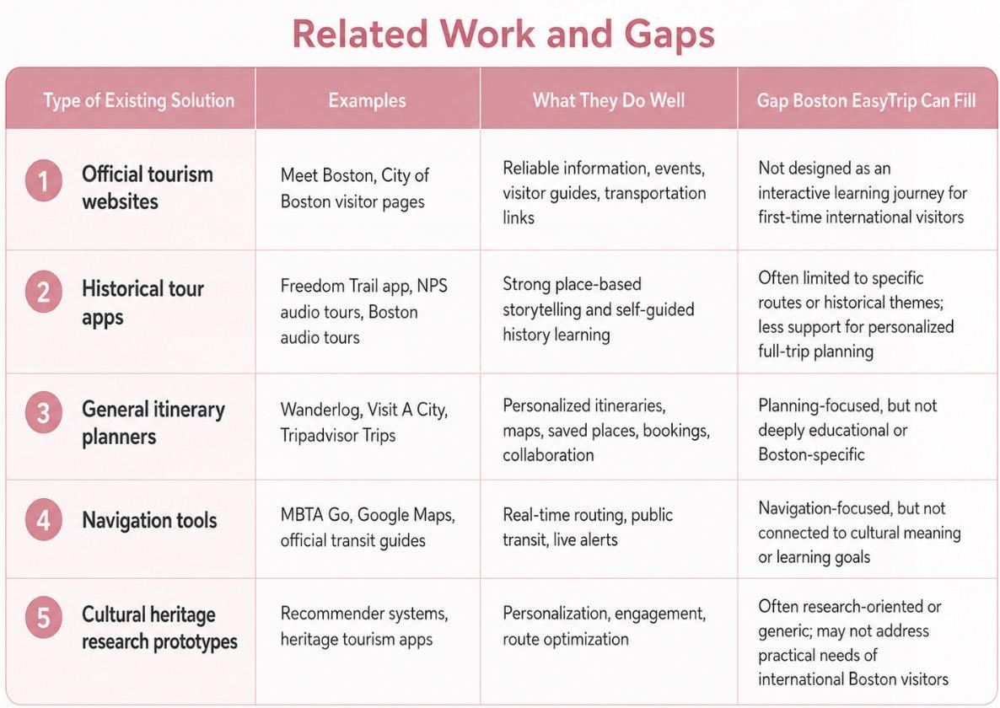 Related Work and Gaps
Type of Existing Solution
Examples
What They Do Well
Gap Boston EasyTrip Can Fill
1
Official tourism
websites
Meet Boston, City of
Boston visitor pages
Reliable information, events,
visitor guides, transportation
links
Not designed as an
interactive learning journey for
first-time international visitors
2
Historical tour
apps
Freedom Trail app, NPS
audio tours, Boston
audio tours
Strong place-based
storytelling and self-guided
history learning
Often limited to specific
routes or historical themes;
less support for personalized
full-trip planning
3
General itinerary
planners
Wanderlog, Visit A City,
Tripadvisor Trips
Personalized itineraries,
maps, saved places, bookings,
collaboration
Planning-focused, but not
deeply educational or
Boston-specific
4
Navigation tools
MBTA Go, Google Maps,
official transit guides
Real-time routing, public
transit, live alerts
Navigation-focused, but not
connected to cultural meaning
or learning goals
5
Cultural heritage
research prototypes
Recommender systems,
heritage tourism apps
Personalization, engagement,
route optimization
Often research-oriented or
generic; may not address
practical needs of
international Boston visitors